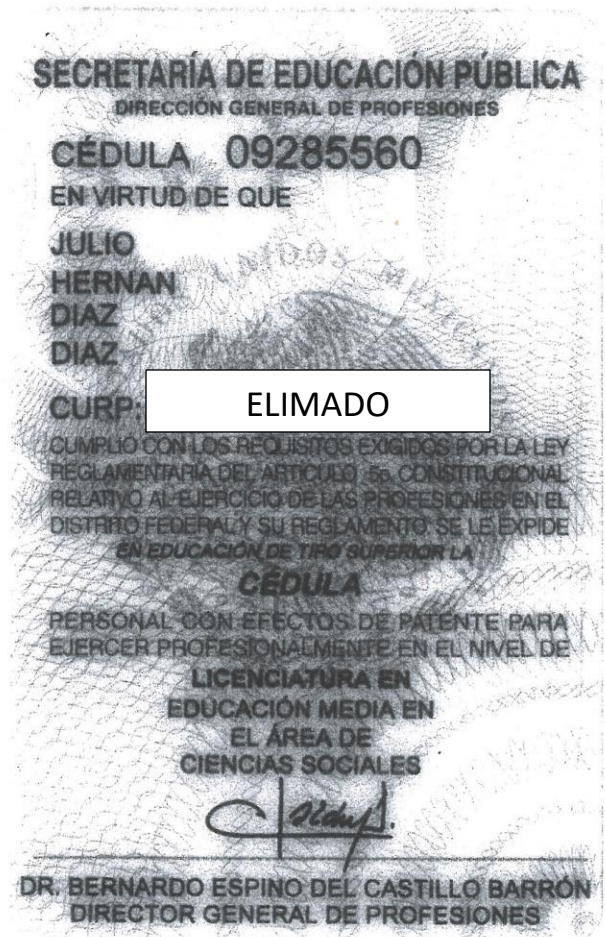 SECRETARÍA DE EDUCACIÓN PÚBLICA
DIRECCIÓN GENERAL DE PROFESIONES
CÉDULA 09285560
EN VIRTUD DE QUE
JULIO
HERNAN
DIAZ
DIAZ
CURP: ELIMADO
CUMPLIO CON LOS REQUISITOS EXIGIDOS POR LA LEY
REGLAMENTARIA DEL ARTICULO 5o. CONSTITUCIONAL
RELATIVO AL EJERCICIO DE LAS PROFESIONES EN EL
DISTRITO FEDERAL Y SU REGLAMENTO SE LE EXPIDE
EN EDUCACIÓN DE TIPO SUPERIOR LA
CÉDULA
PERSONAL CON EFECTOS DE PATENTE PARA
EJERCER PROFESIONALMENTE EN EL NIVEL DE
LICENCIATURA EN
EDUCACIÓN MEDIA EN
EL ÁREA DE
CIENCIAS SOCIALES
DR. BERNARDO ESPINO DEL CASTILLO BARRÓN
DIRECTOR GENERAL DE PROFESIONES